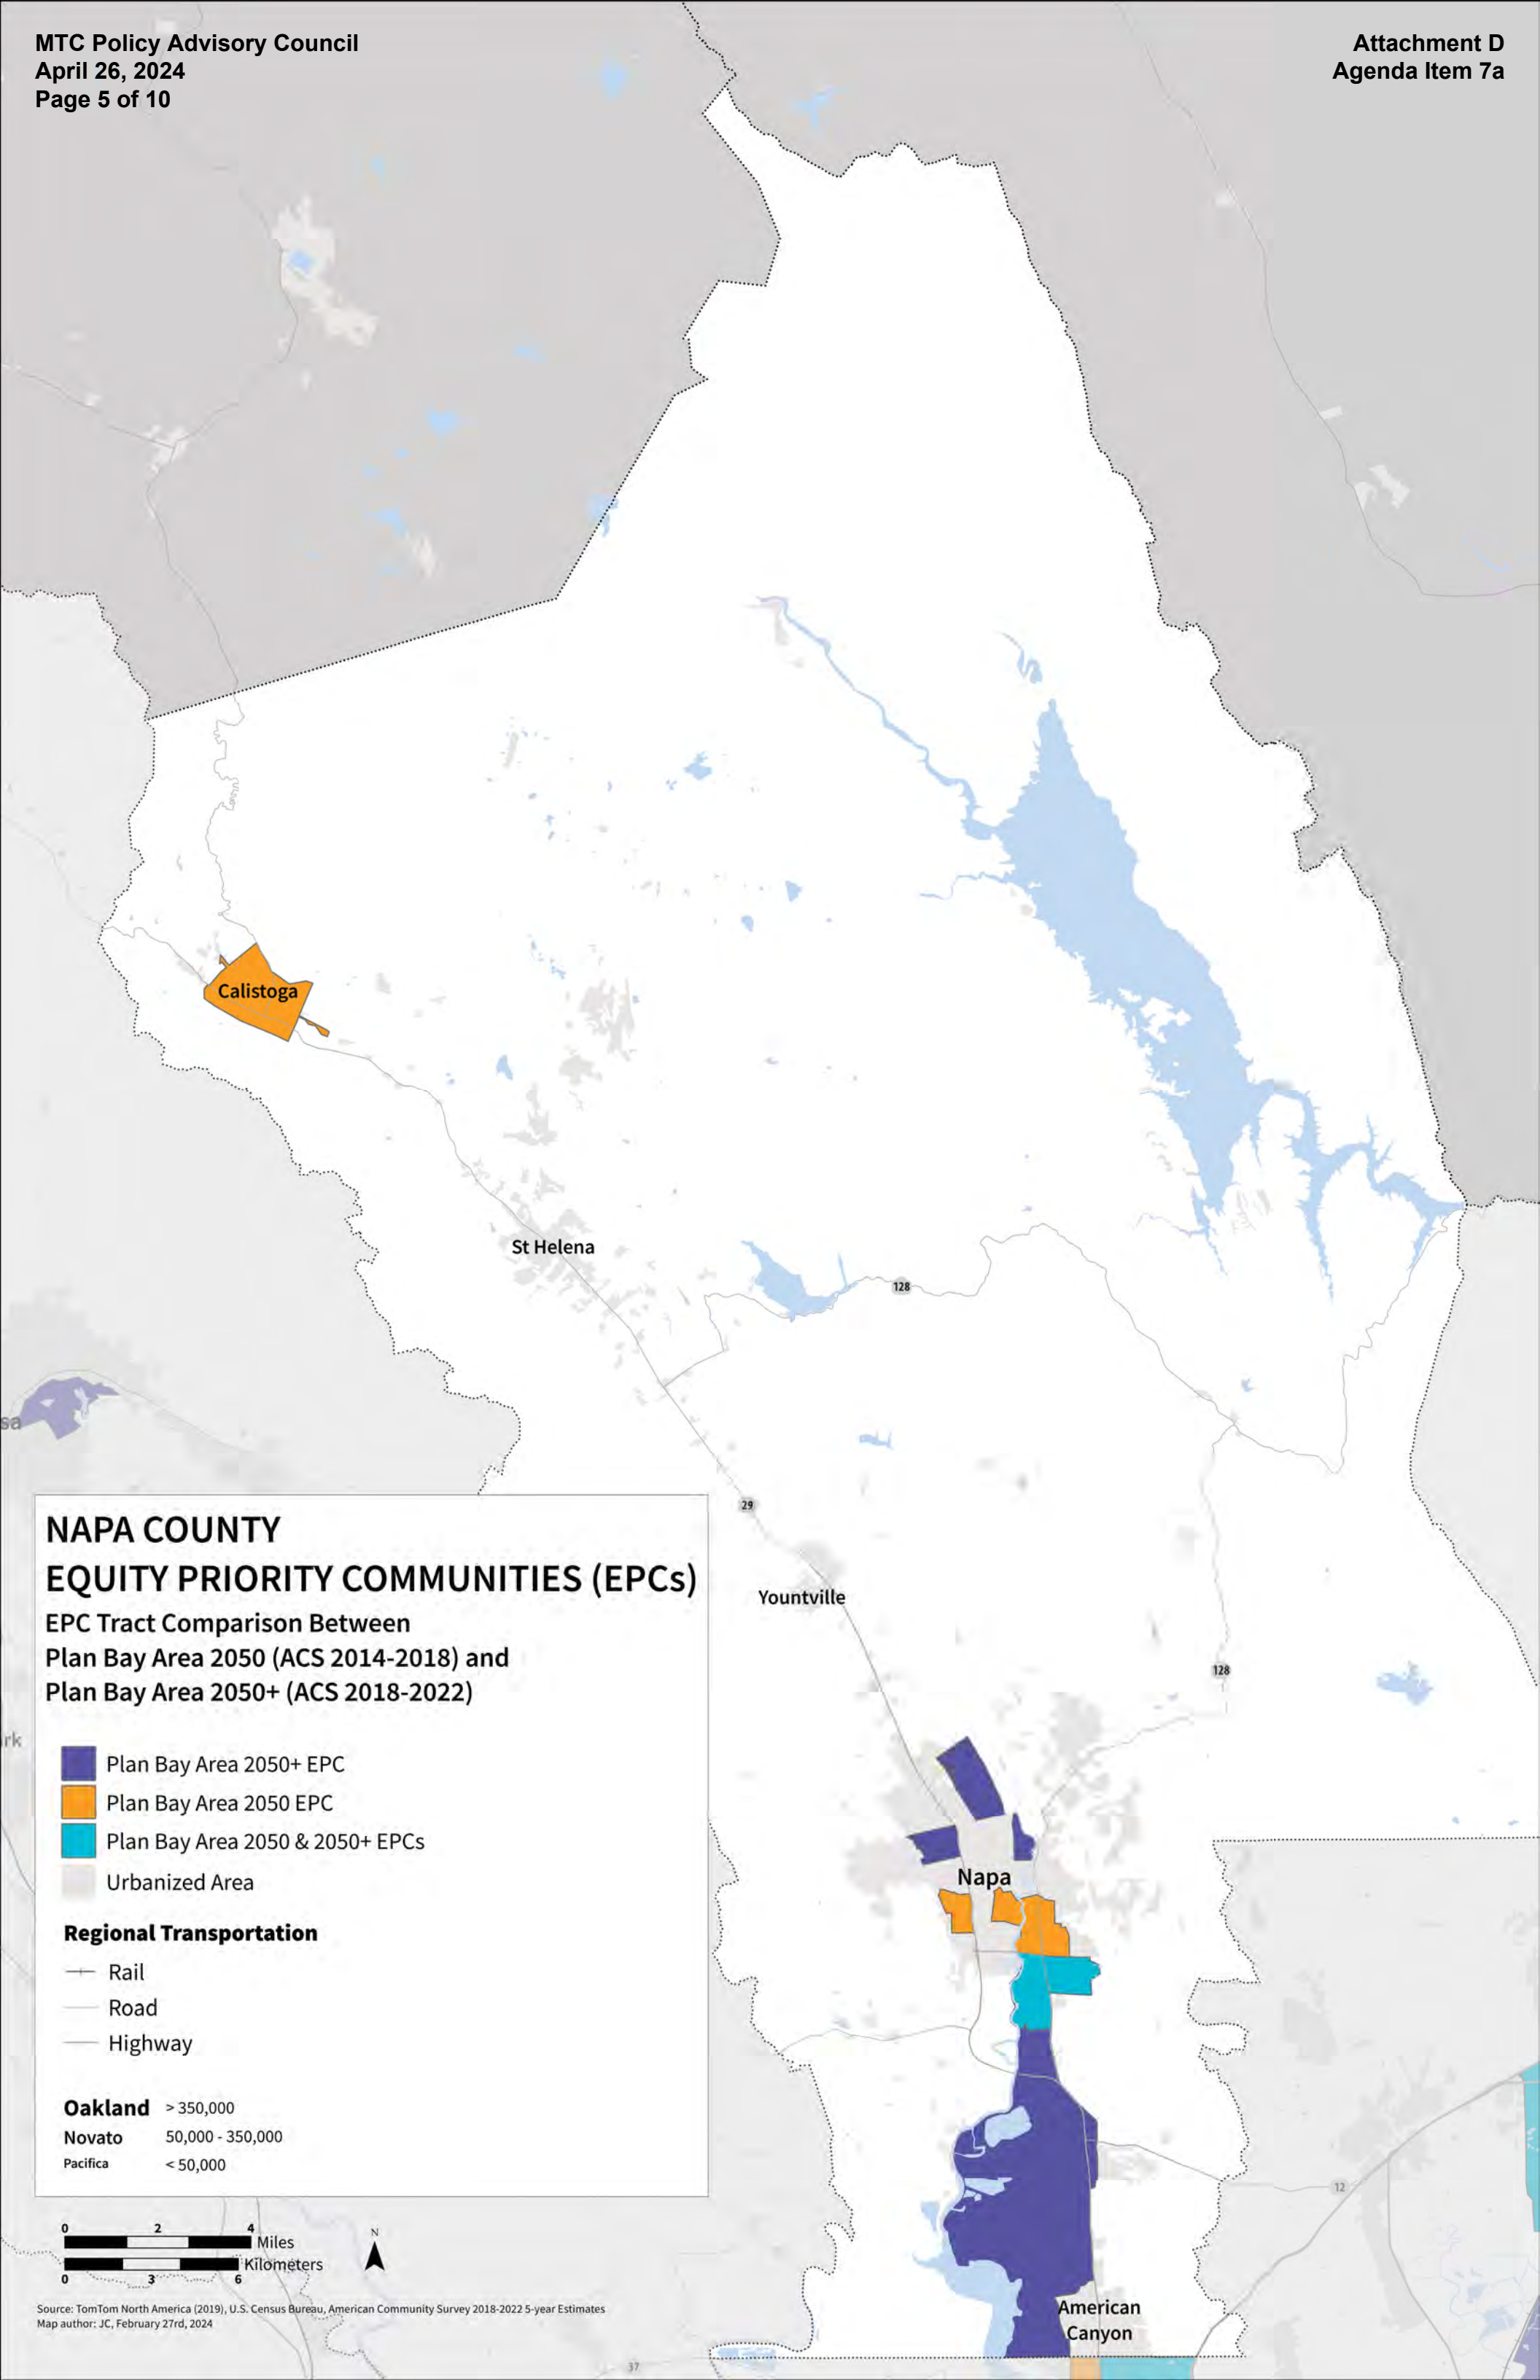 MTC Policy Advisory Council
April 26, 2024
Page 5 of 10
Attachment D
Agenda Item 7a
Calistoga
St Helena
128
sa
29
Yountville
128
rk
Napa
12
American
Canyon
37
NAPA COUNTY
EQUITY PRIORITY COMMUNITIES (EPCs)
EPC Tract Comparison Between
Plan Bay Area 2050 (ACS 2014-2018) and
Plan Bay Area 2050+ (ACS 2018-2022)
Plan Bay Area 2050+ EPC
Plan Bay Area 2050 EPC
Plan Bay Area 2050 & 2050+ EPCs
Urbanized Area
Regional Transportation
Rail
Road
Highway
Oakland > 350,000
Novato 50,000 - 350,000
Pacifica < 50,000
0 2 4
Miles
Kilometers
0 3 6
N
Source: TomTom North America (2019), U.S. Census Bureau, American Community Survey 2018-2022 5-year Estimates
Map author: JC, February 27rd, 2024